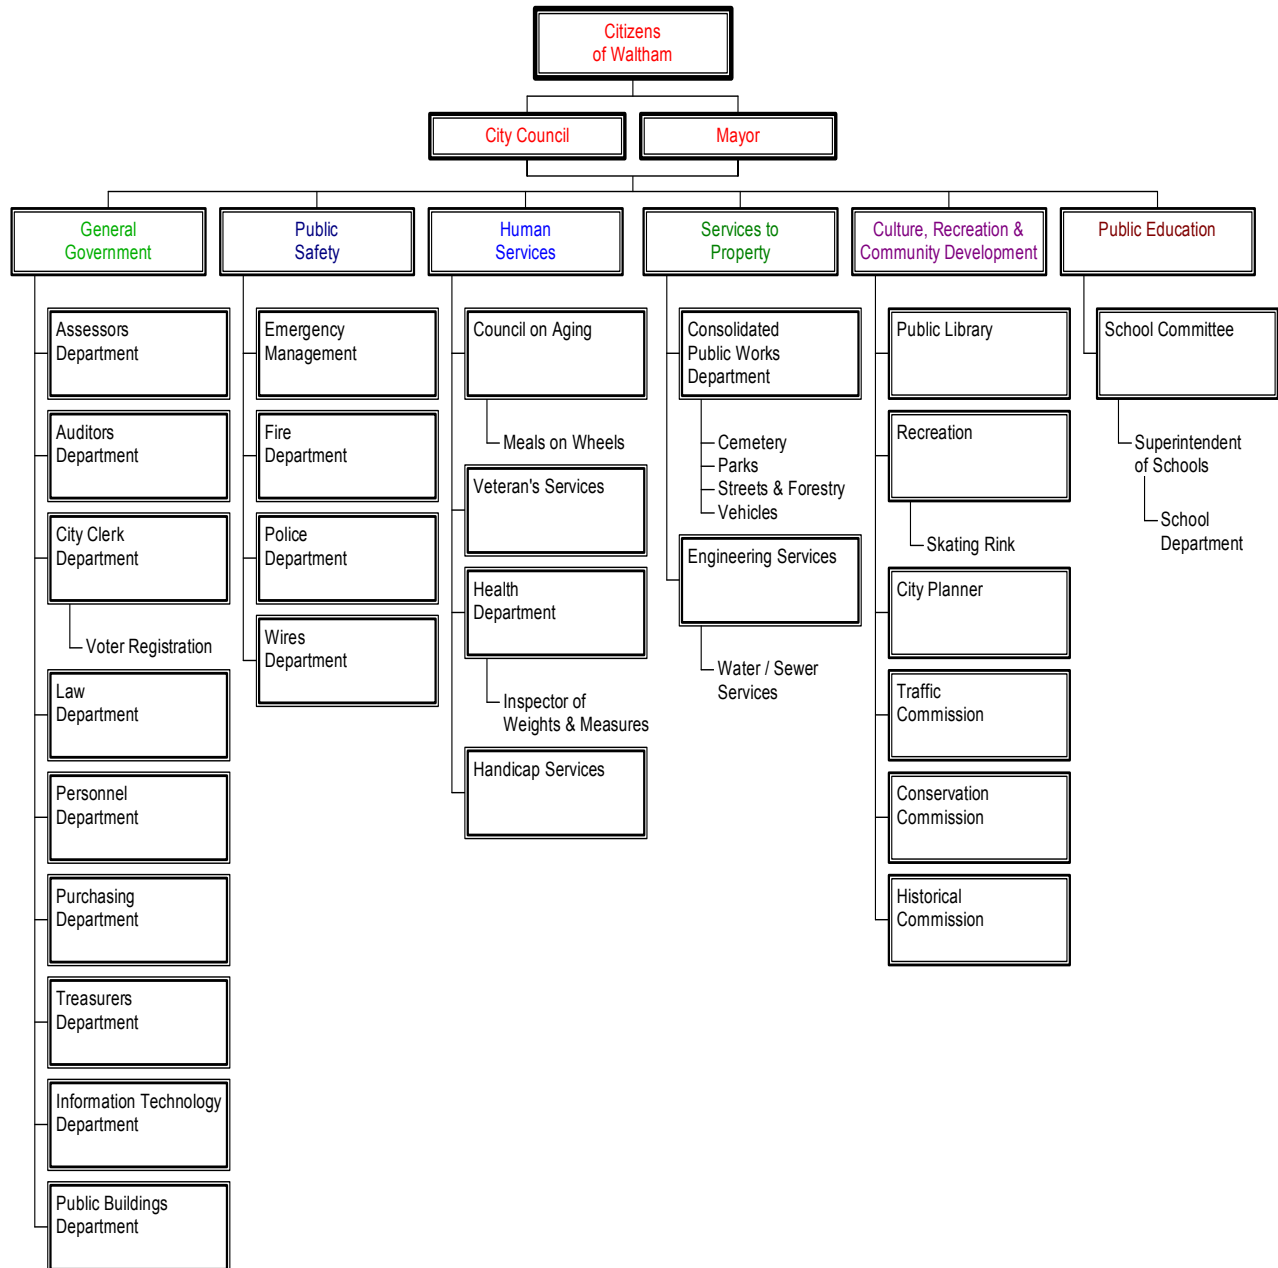 Citizens
of Waltham
City Council
Mayor
General
Government
Public
Safety
Human
Services
Services to
Property
Culture, Recreation &
Community Development
Public Education
Assessors
Department
Auditors
Department
City Clerk
Department
Voter Registration
Law
Department
Personnel
Department
Purchasing
Department
Treasurers
Department
Information Technology
Department
Public Buildings
Department
Emergency
Management
Fire
Department
Police
Department
Wires
Department
Council on Aging
Meals on Wheels
Veteran's Services
Health
Department
Inspector of
Weights & Measures
Handicap Services
Consolidated
Public Works
Department
Cemetery
Parks
Streets & Forestry
Vehicles
Engineering Services
Water / Sewer
Services
Public Library
Recreation
Skating Rink
City Planner
Traffic
Commission
Conservation
Commission
Historical
Commission
School Committee
Superintendent
of Schools
School
Department